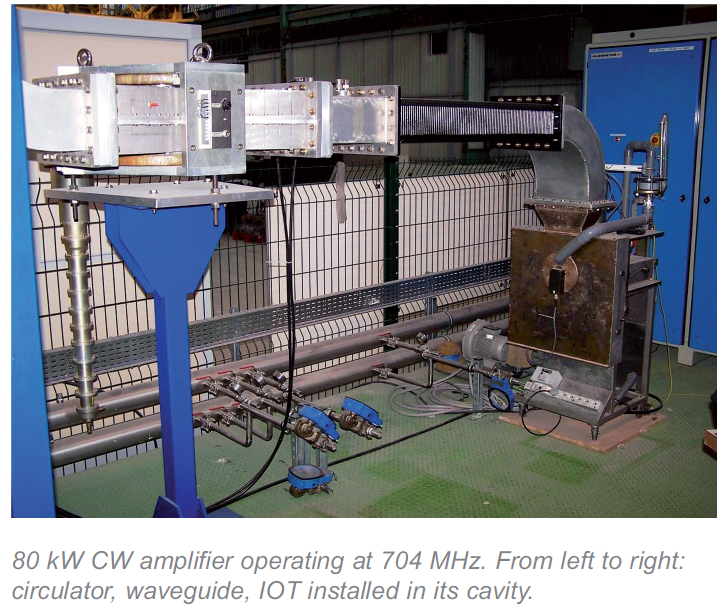 80 kW CW amplifier operating at 704 MHz. From left to right:
circulator, waveguide, IOT installed in its cavity.